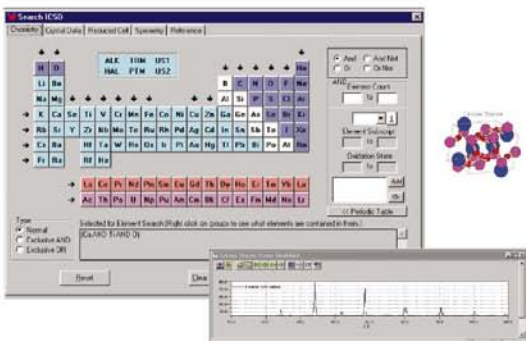 Search ICSD
Chemistry Crystal Data Reduced Cell Symmetry Reference
ALK TRM US1
HAL PTM US2
H D He
Li Be B C N O F Ne
Na Mg Al Si P S Cl Ar
K Ca Sc Ti V Cr Mn Fe Co Ni Cu Zn Ga Ge As Se Br Kr
Rb Sr Y Zr Nb Mo Tc Ru Rh Pd Ag Cd In Sn Sb Te I Xe
Cs Ba Hf Ta W Re Os Ir Pt Au Hg Tl Pb Bi Po At
Fr Ra Rf Ha
La Ce Pr Nd Pm Sm Eu Gd Tb Dy Ho Er Tm Yb Lu
Ac Th Pa U Np Pu Am Cm Bk Cf Es Fm Md No Lr
And And Not
Or Or Not
AND
Element Count
to
Element Subscript
to
Oxidation State
to
Add
<< Periodic Table
Type
Normal
Exclusive AND
Exclusive OR
Selected for Element Search:(Right click on groups to see what elements are contained in them.)
(Ca AND Ti AND O)
Reset
Clear